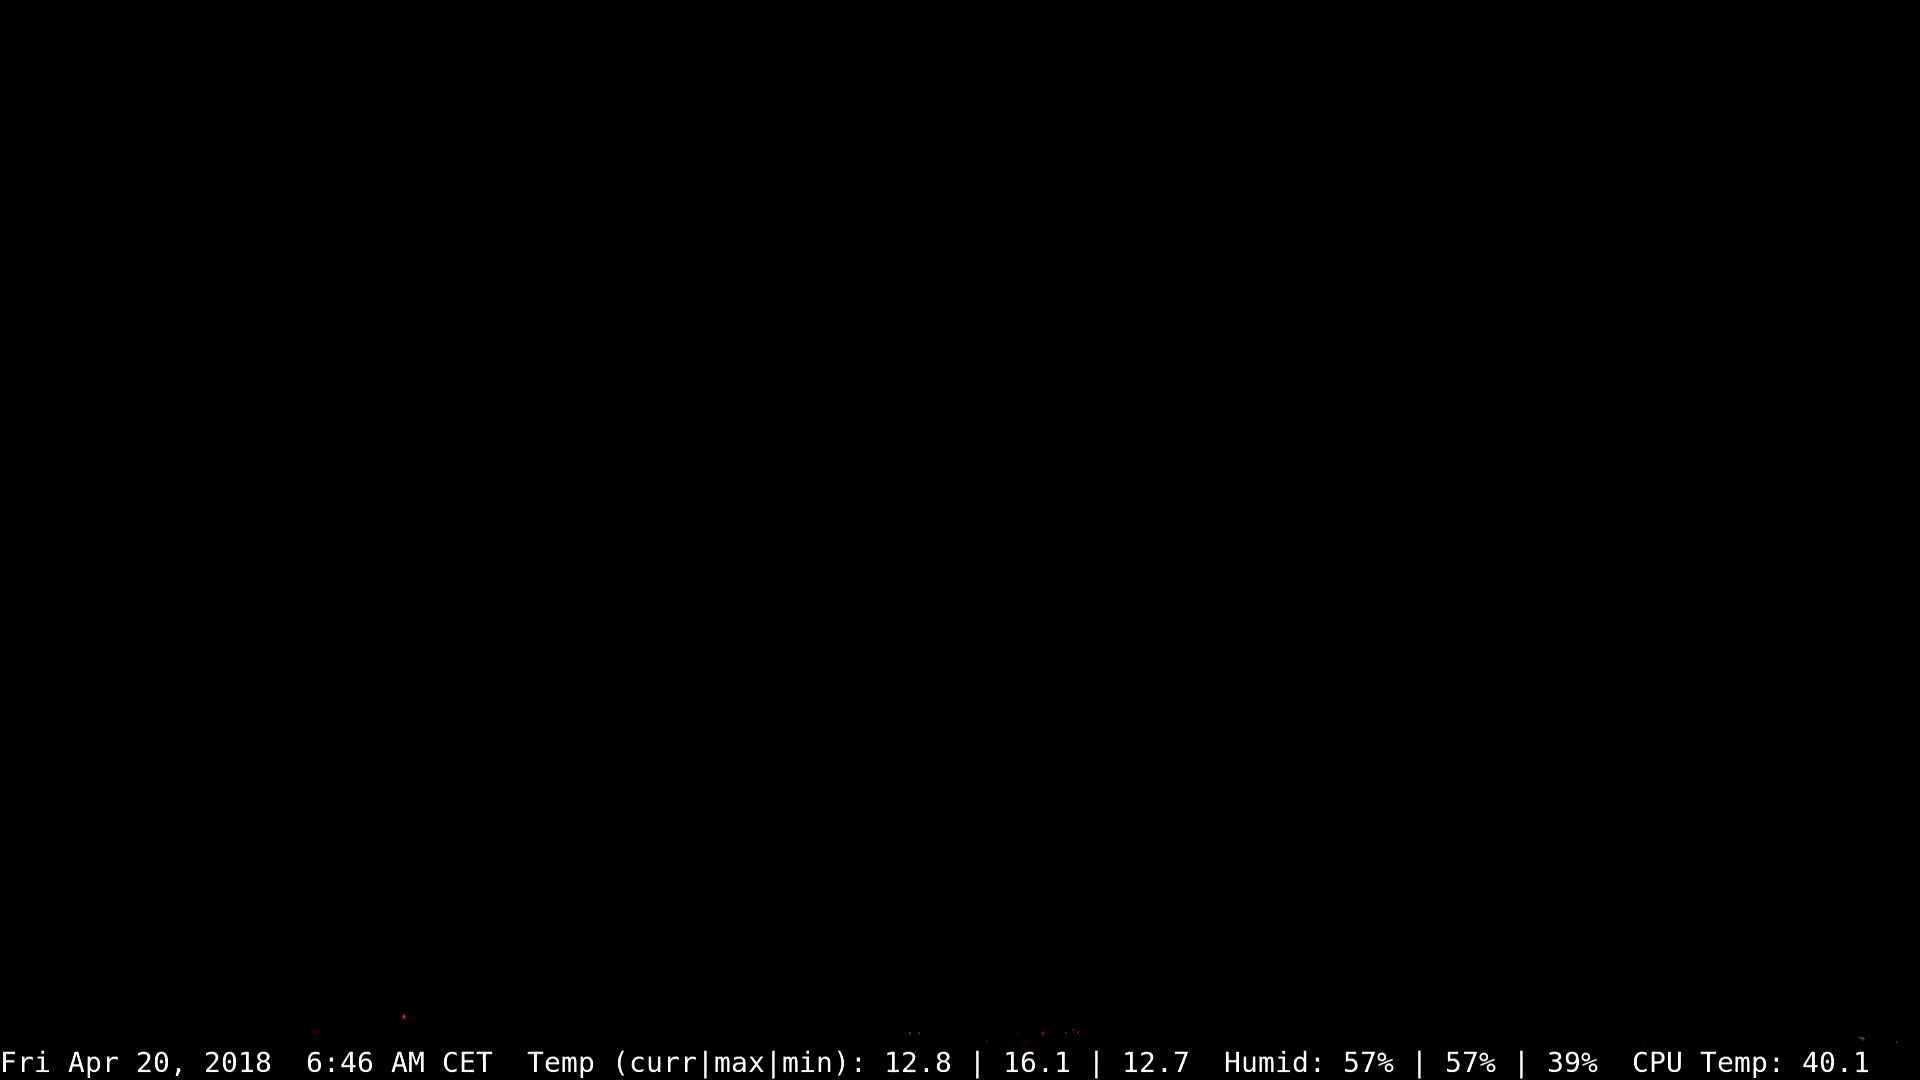 Fri Apr 20, 2018  6:46 AM CET  Temp (curr|max|min): 12.8 | 16.1 | 12.7  Humid: 57% | 57% | 39%  CPU Temp: 40.1